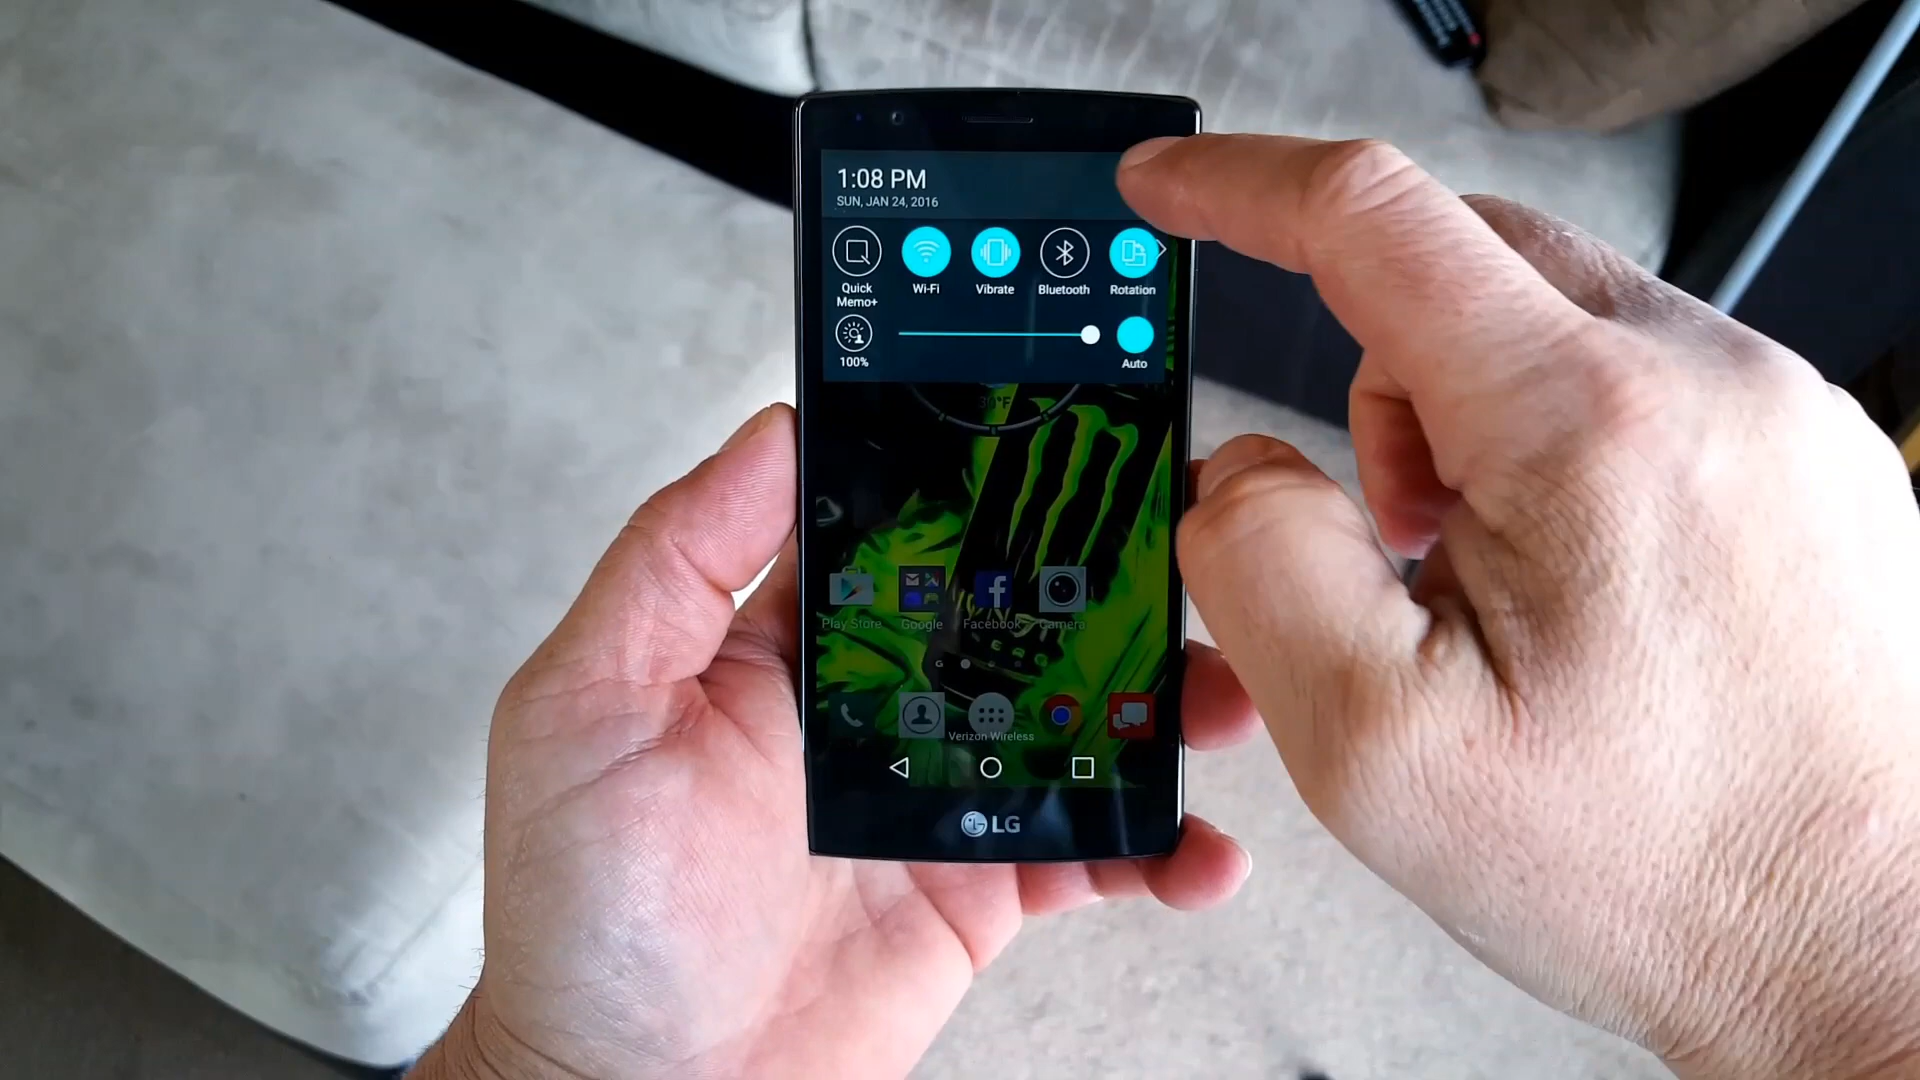 1:08 PM
SUN, JAN 24, 2016
Quick
Memo+
Wi-Fi
Vibrate
Bluetooth
Rotation
100%
Auto
30°F
Play Store
Google
Facebook
Camera
G
Verizon Wireless
LG